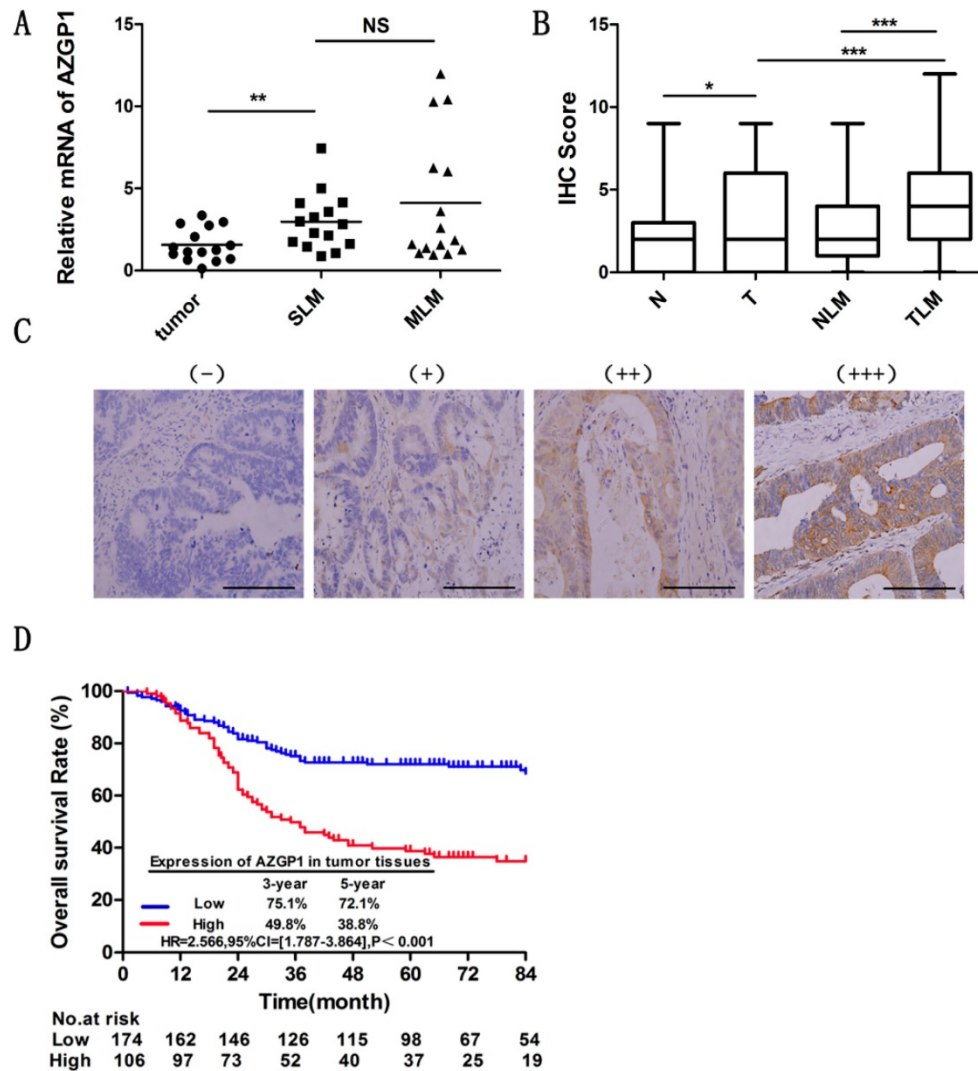 A
Relative mRNA of AZGP1
15
10
5
0
**
NS
tumor
SLM
MLM
B
IHC Score
15
10
5
0
*
***
***
N
T
NLM
TLM
C
(-)
(+)
(++)
(+++)
D
Overall survival Rate (%)
100
80
60
40
20
0
Expression of AZGP1 in tumor tissues
3-year 5-year
Low 75.1% 72.1%
High 49.8% 38.8%
HR=2.566,95%CI=[1.787-3.864],P< 0.001
0 12 24 36 48 60 72 84
Time(month)
No.at risk
Low 174 162 146 126 115 98 67 54
High 106 97 73 52 40 37 25 19